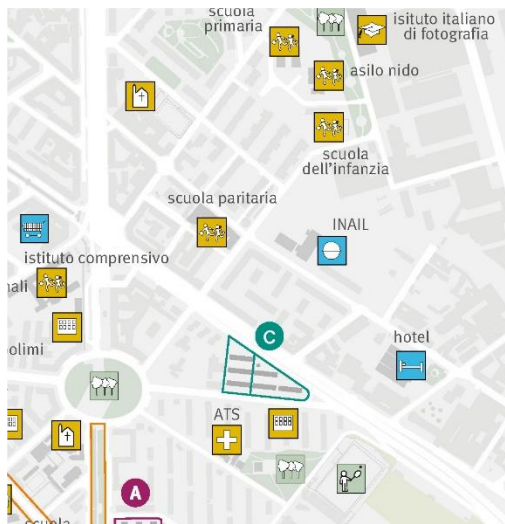 scuola
primaria
isituto italiano
di fotografia
asilo nido
scuola
dell'infanzia
scuola paritaria
INAIL
istituto comprensivo
nali
olimi
C
hotel
ATS
A
scuola